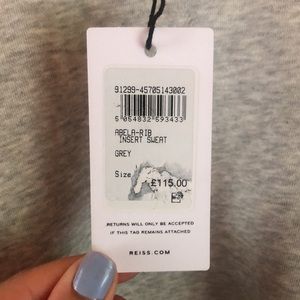 91299-45705143002
5 054832 593433
ABELA-RIB
INSERT SWEAT
GREY
Size
£115.00
RETURNS WILL ONLY BE ACCEPTED
IF THIS TAG REMAINS ATTACHED
REISS.COM